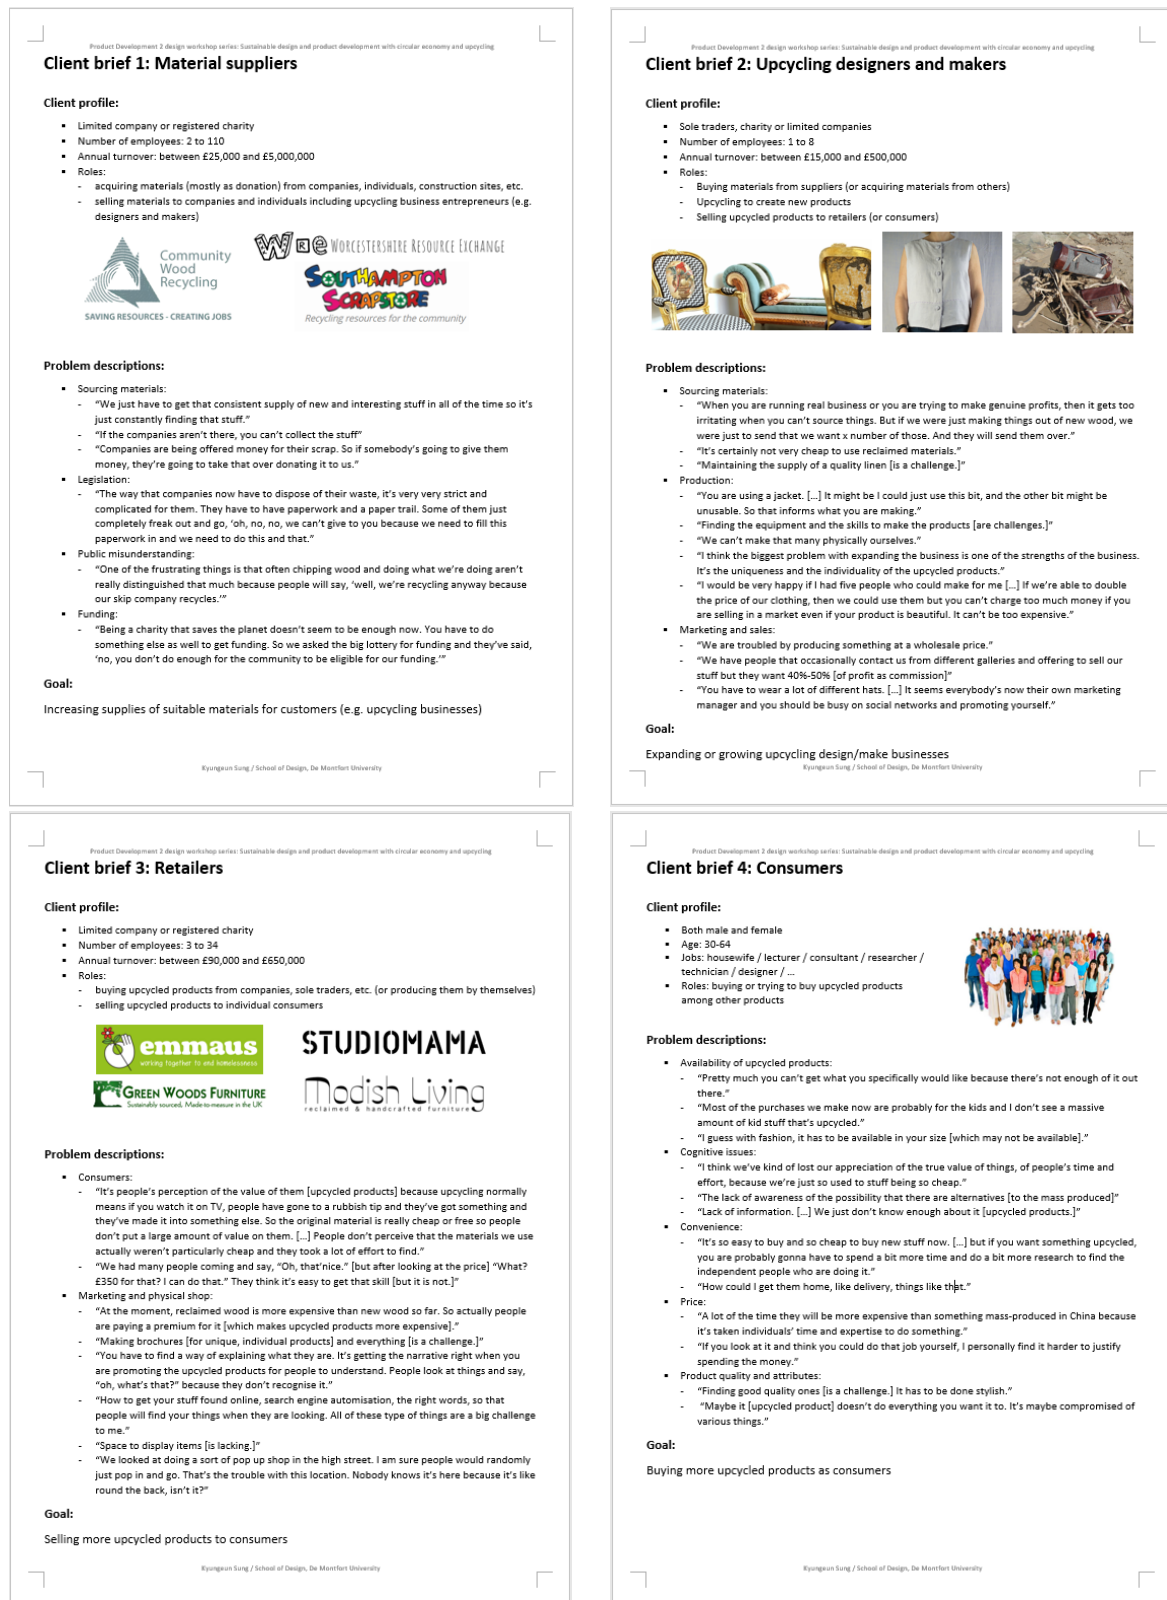 Product Development 2 design workshop series: Sustainable design and product development with circular economy and upcycling
Client brief 1: Material suppliers
Client profile:
▪ Limited company or registered charity
▪ Number of employees: 2 to 110
▪ Annual turnover: between £25,000 and £5,000,000
▪ Roles:
- acquiring materials (mostly as donation) from companies, individuals, construction sites, etc.
- selling materials to companies and individuals including upcycling business entrepreneurs (e.g.
designers and makers)
Community
Wood
Recycling
SAVING RESOURCES - CREATING JOBS
WRe WORCESTERSHIRE RESOURCE EXCHANGE
SOUTHAMPTON
SCRAPSTORE
Recycling resources for the community
Problem descriptions:
▪ Sourcing materials:
- “We just have to get that consistent supply of new and interesting stuff in all of the time so it’s
just constantly finding that stuff.”
- “If the companies aren’t there, you can’t collect the stuff”
- “Companies are being offered money for their scrap. So if somebody’s going to give them
money, they’re going to take that over donating it to us.”
▪ Legislation:
- “The way that companies now have to dispose of their waste, it’s very very strict and
complicated for them. They have to have paperwork and a paper trail. Some of them just
completely freak out and go, ‘oh, no, no, we can’t give to you because we need to fill this
paperwork in and we need to do this and that.”
▪ Public misunderstanding:
- “One of the frustrating things is that often chipping wood and doing what we’re doing aren’t
really distinguished that much because people will say, ‘well, we’re recycling anyway because
our skip company recycles.’”
▪ Funding:
- “Being a charity that saves the planet doesn’t seem to be enough now. You have to do
something else as well to get funding. So we asked the big lottery for funding and they’ve said,
‘no, you don’t do enough for the community to be eligible for our funding.’”
Goal:
Increasing supplies of suitable materials for customers (e.g. upcycling businesses)
Kyungeun Sung / School of Design, De Montfort University
Product Development 2 design workshop series: Sustainable design and product development with circular economy and upcycling
Client brief 2: Upcycling designers and makers
Client profile:
▪ Sole traders, charity or limited companies
▪ Number of employees: 1 to 8
▪ Annual turnover: between £15,000 and £500,000
▪ Roles:
- Buying materials from suppliers (or acquiring materials from others)
- Upcycling to create new products
- Selling upcycled products to retailers (or consumers)
Problem descriptions:
▪ Sourcing materials:
- “When you are running real business or you are trying to make genuine profits, then it gets too
irritating when you can’t source things. But if we were just making things out of new wood, we
were just to send that we want x number of those. And they will send them over.”
- “It’s certainly not very cheap to use reclaimed materials.”
- “Maintaining the supply of a quality linen [is a challenge.]”
▪ Production:
- “You are using a jacket. […] It might be I could just use this bit, and the other bit might be
unusable. So that informs what you are making.”
- “Finding the equipment and the skills to make the products [are challenges.]”
- “We can’t make that many physically ourselves.”
- “I think the biggest problem with expanding the business is one of the strengths of the business.
It’s the uniqueness and the individuality of the upcycled products.”
- “I would be very happy if I had five people who could make for me […] If we’re able to double
the price of our clothing, then we could use them but you can’t charge too much money if you
are selling in a market even if your product is beautiful. It can’t be too expensive.”
▪ Marketing and sales:
- “We are troubled by producing something at a wholesale price.”
- “We have people that occasionally contact us from different galleries and offering to sell our
stuff but they want 40%-50% [of profit as commission]”
- “You have to wear a lot of different hats. […] It seems everybody’s now their own marketing
manager and you should be busy on social networks and promoting yourself.”
Goal:
Expanding or growing upcycling design/make businesses
Kyungeun Sung / School of Design, De Montfort University
Product Development 2 design workshop series: Sustainable design and product development with circular economy and upcycling
Client brief 3: Retailers
Client profile:
▪ Limited company or registered charity
▪ Number of employees: 3 to 34
▪ Annual turnover: between £90,000 and £650,000
▪ Roles:
- buying upcycled products from companies, sole traders, etc. (or producing them by themselves)
- selling upcycled products to individual consumers
emmaus
working together to end homelessness
STUDIOMAMA
GREEN WOODS FURNITURE
Sustainably sourced, Made-to-measure in the UK
Modish Living
reclaimed & handcrafted furniture
Problem descriptions:
▪ Consumers:
- “It’s people’s perception of the value of them [upcycled products] because upcycling normally
means if you watch it on TV, people have gone to a rubbish tip and they’ve got something and
they’ve made it into something else. So the original material is really cheap or free so people
don’t put a large amount of value on them. […] People don’t perceive that the materials we use
actually weren’t particularly cheap and they took a lot of effort to find.”
- “We had many people coming and say, “Oh, that’nice.” [but after looking at the price] “What?
£350 for that? I can do that.” They think it’s easy to get that skill [but it is not.]”
▪ Marketing and physical shop:
- “At the moment, reclaimed wood is more expensive than new wood so far. So actually people
are paying a premium for it [which makes upcycled products more expensive].”
- “Making brochures [for unique, individual products] and everything [is a challenge.]”
- “You have to find a way of explaining what they are. It’s getting the narrative right when you
are promoting the upcycled products for people to understand. People look at things and say,
“oh, what’s that?” because they don’t recognise it.”
- “How to get your stuff found online, search engine automisation, the right words, so that
people will find your things when they are looking. All of these type of things are a big challenge
to me.”
- “Space to display items [is lacking.]”
- “We looked at doing a sort of pop up shop in the high street. I am sure people would randomly
just pop in and go. That’s the trouble with this location. Nobody knows it’s here because it’s like
round the back, isn’t it?”
Goal:
Selling more upcycled products to consumers
Kyungeun Sung / School of Design, De Montfort University
Product Development 2 design workshop series: Sustainable design and product development with circular economy and upcycling
Client brief 4: Consumers
Client profile:
▪ Both male and female
▪ Age: 30-64
▪ Jobs: housewife / lecturer / consultant / researcher /
technician / designer / …
▪ Roles: buying or trying to buy upcycled products
among other products
Problem descriptions:
▪ Availability of upcycled products:
- “Pretty much you can’t get what you specifically would like because there’s not enough of it out
there.”
- “Most of the purchases we make now are probably for the kids and I don’t see a massive
amount of kid stuff that’s upcycled.”
- “I guess with fashion, it has to be available in your size [which may not be available].”
▪ Cognitive issues:
- “I think we’ve kind of lost our appreciation of the true value of things, of people’s time and
effort, because we’re just so used to stuff being so cheap.”
- “The lack of awareness of the possibility that there are alternatives [to the mass produced]”
- “Lack of information. […] We just don’t know enough about it [upcycled products.]”
▪ Convenience:
- “It’s so easy to buy and so cheap to buy new stuff now. […] but if you want something upcycled,
you are probably gonna have to spend a bit more time and do a bit more research to find the
independent people who are doing it.”
- “How could I get them home, like delivery, things like that.”
▪ Price:
- “A lot of the time they will be more expensive than something mass-produced in China because
it’s taken individuals’ time and expertise to do something.”
- “If you look at it and think you could do that job yourself, I personally find it harder to justify
spending the money.”
▪ Product quality and attributes:
- “Finding good quality ones [is a challenge.] It has to be done stylish.”
- “Maybe it [upcycled product] doesn’t do everything you want it to. It’s maybe compromised of
various things.”
Goal:
Buying more upcycled products as consumers
Kyungeun Sung / School of Design, De Montfort University